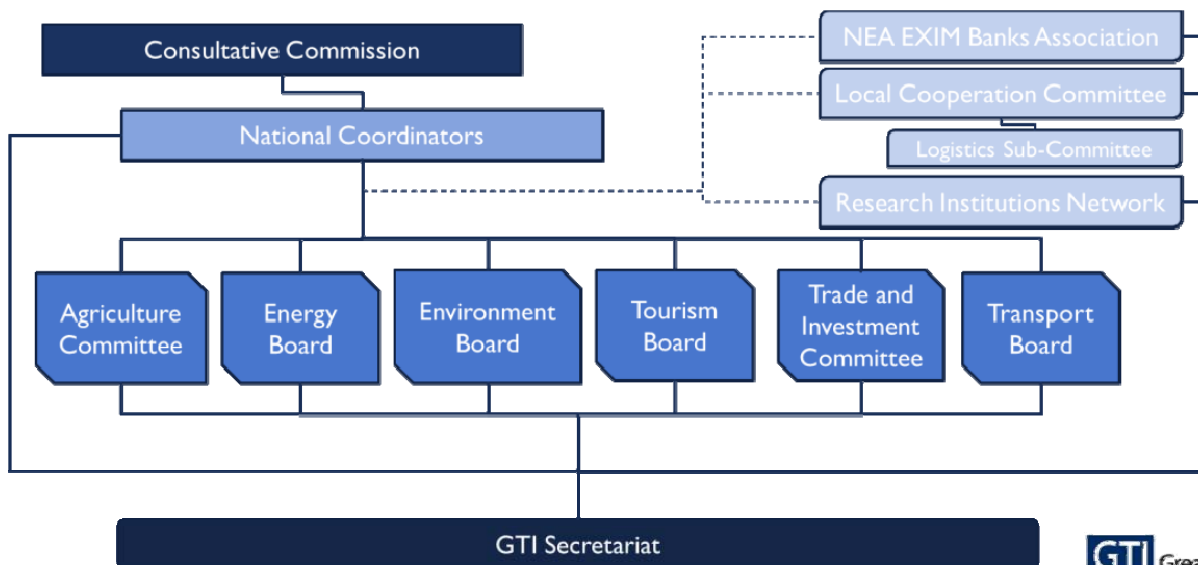 Consultative Commission
National Coordinators
NEA EXIM Banks Association
Local Cooperation Committee
Logistics Sub-Committee
Research Institutions Network
Agriculture
Committee
Energy
Board
Environment
Board
Tourism
Board
Trade and
Investment
Committee
Transport
Board
GTI Secretariat
GTI